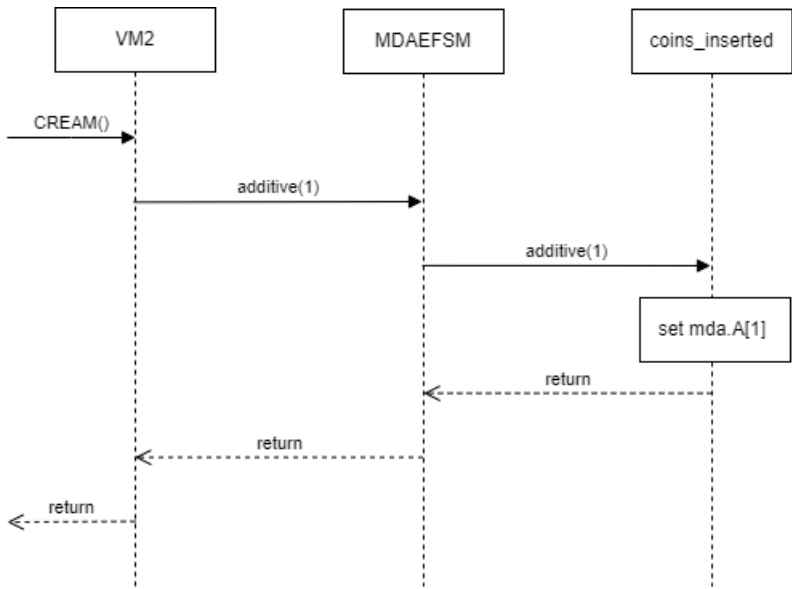 VM2
MDAEFSM
coins_inserted
CREAM()
additive(1)
additive(1)
set mda.A[1]
return
return
return